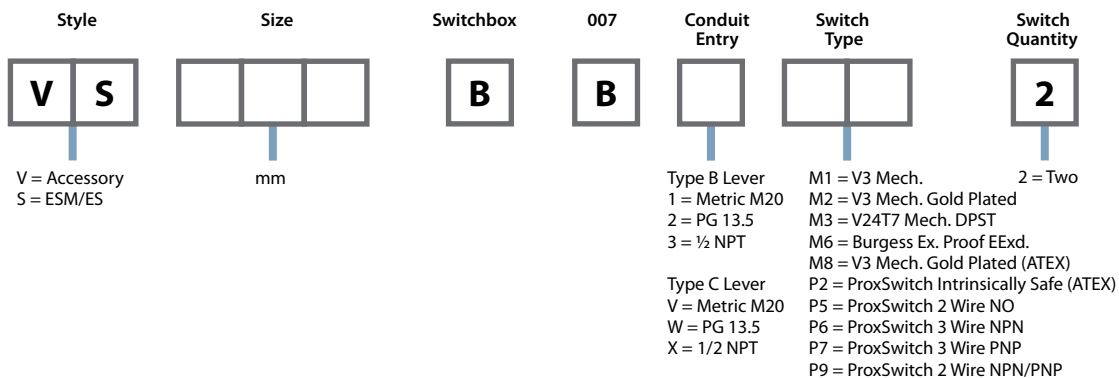 Style Size Switchbox 007 Conduit Entry Switch Type Switch Quantity
V S B B 2
V = Accessory
S = ESM/ES
mm
Type B Lever
1 = Metric M20
2 = PG 13.5
3 = ½ NPT
Type C Lever
V = Metric M20
W = PG 13.5
X = 1/2 NPT
M1 = V3 Mech.
M2 = V3 Mech. Gold Plated
M3 = V24T7 Mech. DPST
M6 = Burgess Ex. Proof EExd.
M8 = V3 Mech. Gold Plated (ATEX)
P2 = ProxSwitch Intrinsically Safe (ATEX)
P5 = ProxSwitch 2 Wire NO
P6 = ProxSwitch 3 Wire NPN
P7 = ProxSwitch 3 Wire PNP
P9 = ProxSwitch 2 Wire NPN/PNP
2 = Two